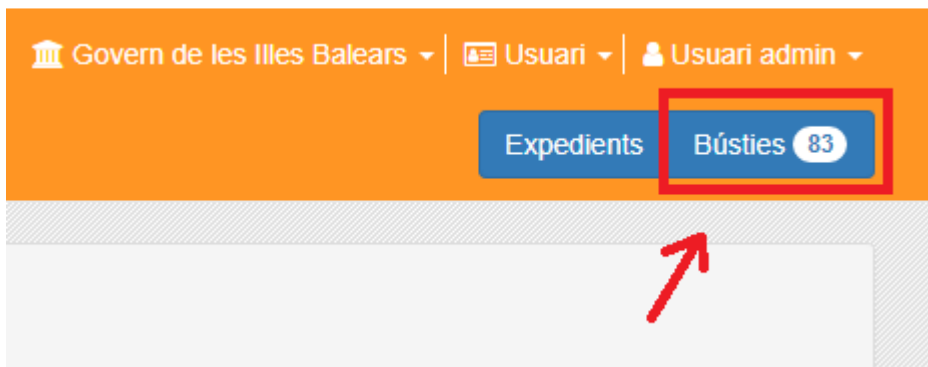 Govern de les Illes Balears Usuari Usuari admin
Expedients Bústies 83